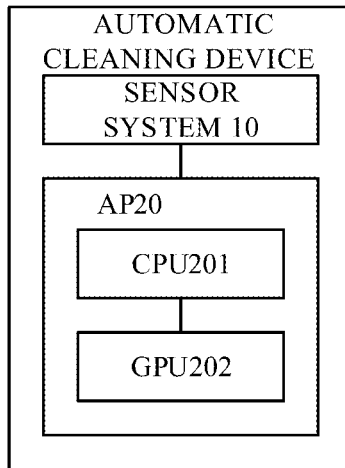 AUTOMATIC
CLEANING DEVICE
SENSOR
SYSTEM 10
AP20
CPU201
GPU202